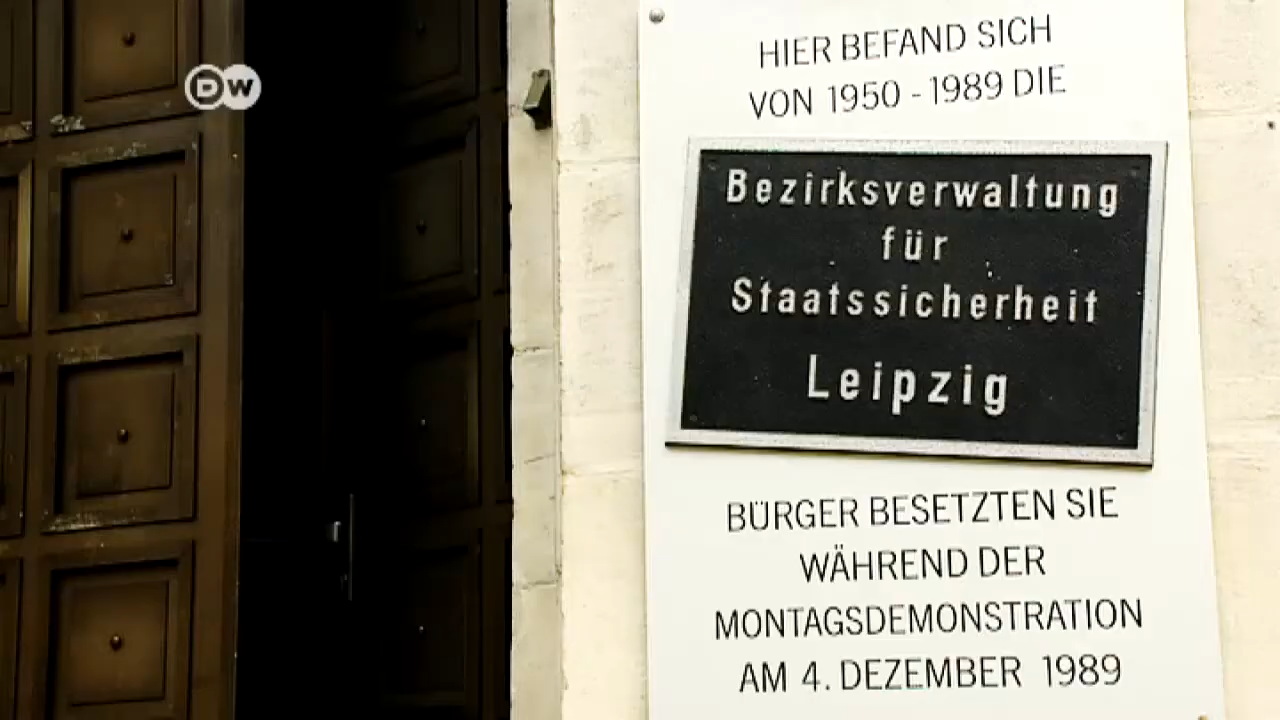 DW
HIER BEFAND SICH
VON 1950 - 1989 DIE
Bezirksverwaltung
für
Staatssicherheit
Leipzig
BÜRGER BESETZTEN SIE
WÄHREND DER
MONTAGSDEMONSTRATION
AM 4. DEZEMBER 1989